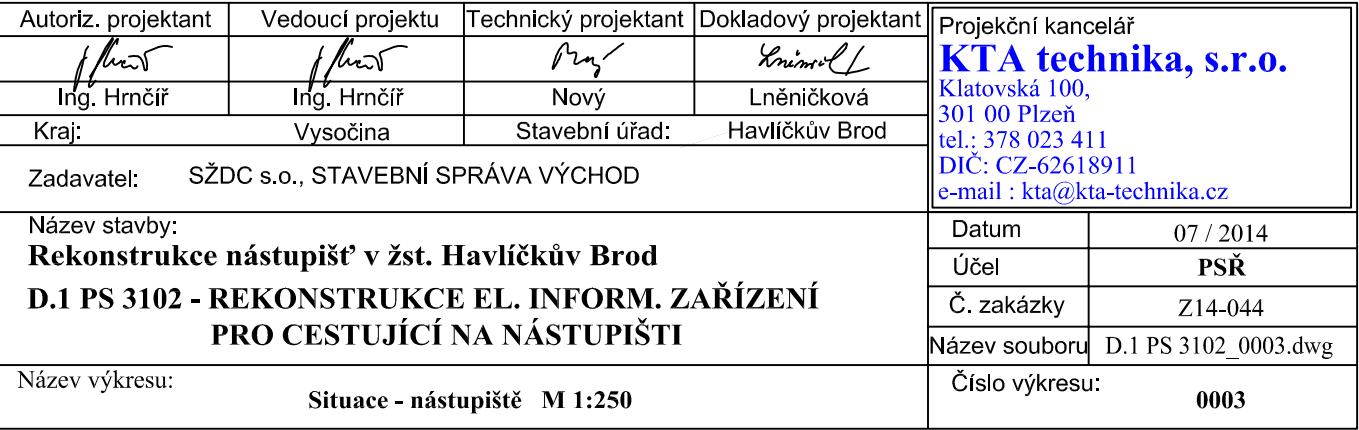 Autoriz. projektant Vedoucí projektu Technický projektant Dokladový projektant
Ing. Hrnčíř Ing. Hrnčíř Nový Lněničková
Kraj: Vysočina Stavební úřad: Havlíčkův Brod
Zadavatel: SŽDC s.o., STAVEBNÍ SPRÁVA VÝCHOD
Projekční kancelář
KTA technika, s.r.o.
Klatovská 100,
301 00 Plzeň
tel.: 378 023 411
DIČ: CZ-62618911
e-mail : kta@kta-technika.cz
Název stavby:
Rekonstrukce nástupišť v žst. Havlíčkův Brod
D.1 PS 3102 - REKONSTRUKCE EL. INFORM. ZAŘÍZENÍ
PRO CESTUJÍCÍ NA NÁSTUPIŠTI
Datum 07 / 2014
Účel PSŘ
Č. zakázky Z14-044
Název souboru D.1 PS 3102_0003.dwg
Název výkresu:
Situace - nástupiště M 1:250
Číslo výkresu:
0003